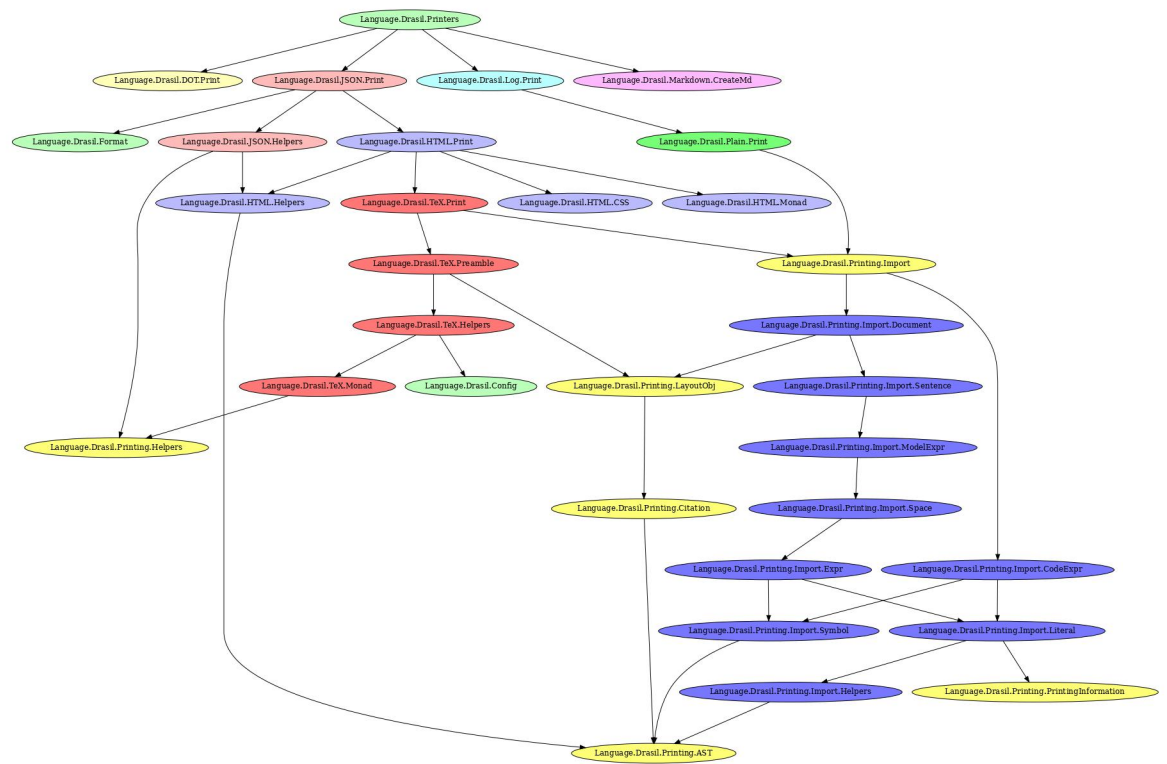 Language.Drasil.Printers
Language.Drasil.DOT.Print
Language.Drasil.JSON.Print
Language.Drasil.Log.Print
Language.Drasil.Markdown.CreateMd
Language.Drasil.Format
Language.Drasil.JSON.Helpers
Language.Drasil.HTML.Print
Language.Drasil.Plain.Print
Language.Drasil.HTML.Helpers
Language.Drasil.TeX.Print
Language.Drasil.HTML.CSS
Language.Drasil.HTML.Monad
Language.Drasil.TeX.Preamble
Language.Drasil.Printing.Import
Language.Drasil.TeX.Helpers
Language.Drasil.Printing.Import.Document
Language.Drasil.TeX.Monad
Language.Drasil.Config
Language.Drasil.Printing.LayoutObj
Language.Drasil.Printing.Import.Sentence
Language.Drasil.Printing.Helpers
Language.Drasil.Printing.Import.ModelExpr
Language.Drasil.Printing.Citation
Language.Drasil.Printing.Import.Space
Language.Drasil.Printing.Import.Expr
Language.Drasil.Printing.Import.CodeExpr
Language.Drasil.Printing.Import.Symbol
Language.Drasil.Printing.Import.Literal
Language.Drasil.Printing.Import.Helpers
Language.Drasil.Printing.PrintingInformation
Language.Drasil.Printing.AST